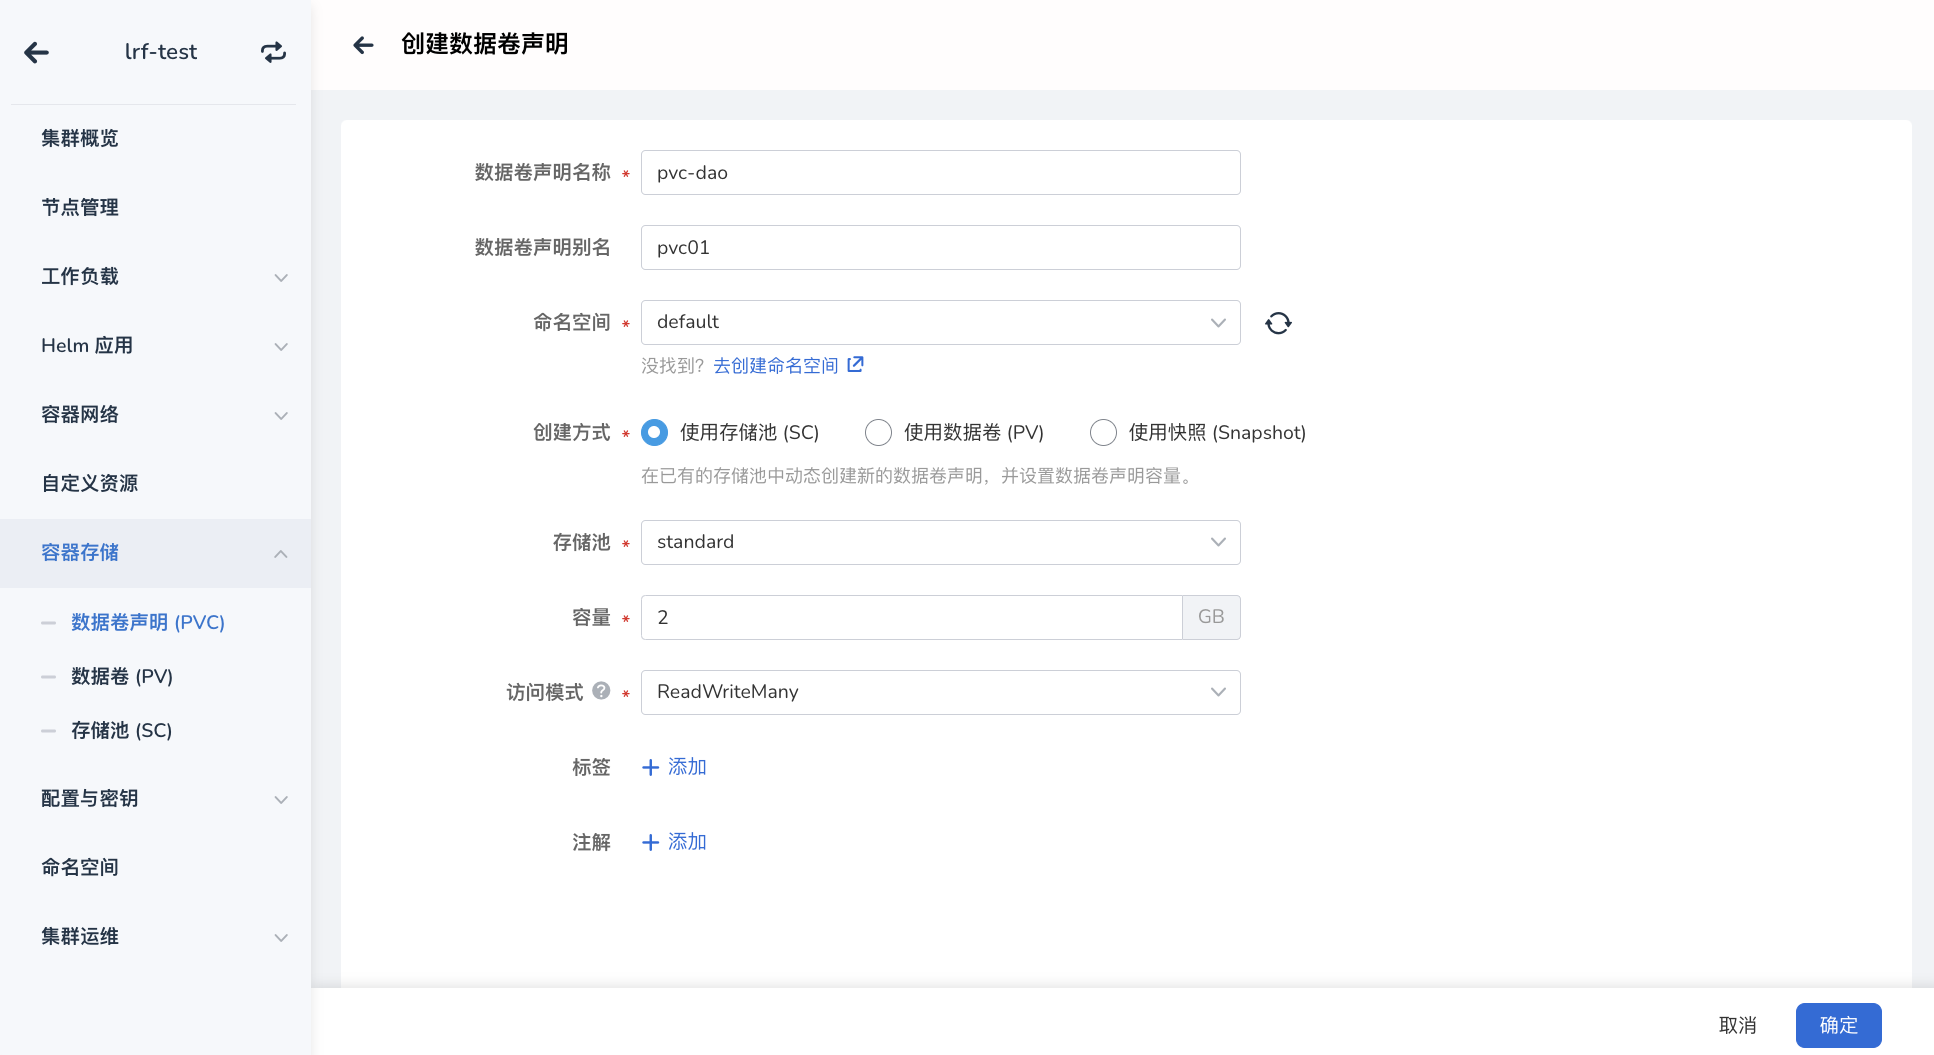 lrf-test
集群概览
节点管理
工作负载
Helm 应用
容器网络
自定义资源
容器存储
数据卷声明 (PVC)
数据卷 (PV)
存储池 (SC)
配置与密钥
命名空间
集群运维
创建数据卷声明
数据卷声明名称 * pvc-dao
数据卷声明别名 pvc01
命名空间 * default
没找到? 去创建命名空间
创建方式 * 使用存储池 (SC) 使用数据卷 (PV) 使用快照 (Snapshot)
在已有的存储池中动态创建新的数据卷声明，并设置数据卷声明容量。
存储池 * standard
容量 * 2 GB
访问模式 ? * ReadWriteMany
标签 + 添加
注解 + 添加
取消 确定